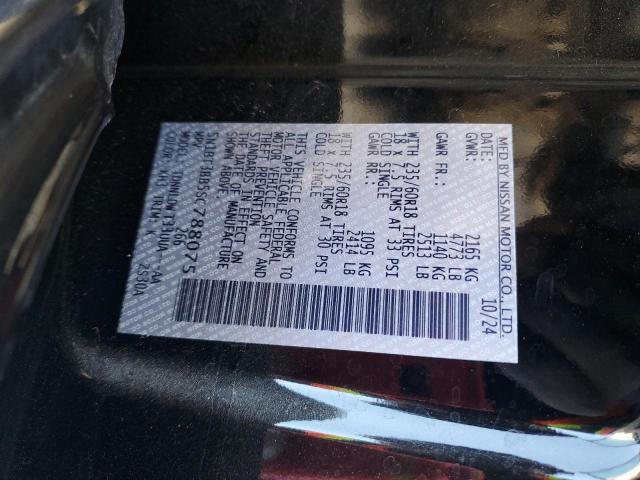 MFD BY NISSAN MOTOR CO., LTD.
DATE: 10/24
GVWR: 2165 KG
4773 LB
GAWR FR: 1140 KG
2513 LB
WITH 235/60R18 TIRES
18 X 7.5 RIMS AT 33 PSI
COLD SINGLE
GAWR RR: 1095 KG
2414 LB
WITH 235/60R18 TIRES
18 X 7.5 RIMS AT 30 PSI
COLD SINGLE
THIS VEHICLE CONFORMS TO
ALL APPLICABLE FEDERAL
MOTOR VEHICLE SAFETY AND
THEFT PREVENTION
STANDARDS IN EFFECT ON
THE DATE OF MANUFACTURE
SHOWN ABOVE.
788075
MPV
266
COLOR: TRIM: K